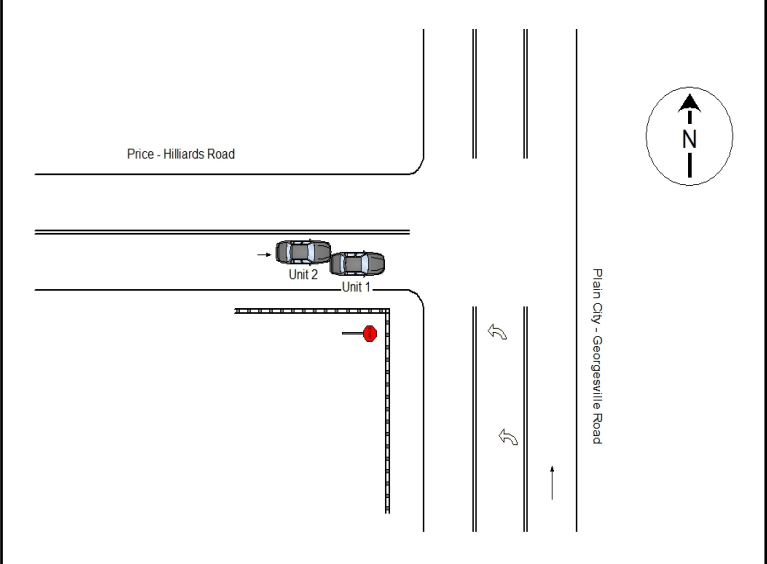 Price - Hilliards Road
N
Unit 2
Unit 1
Plain City - Georgesville Road